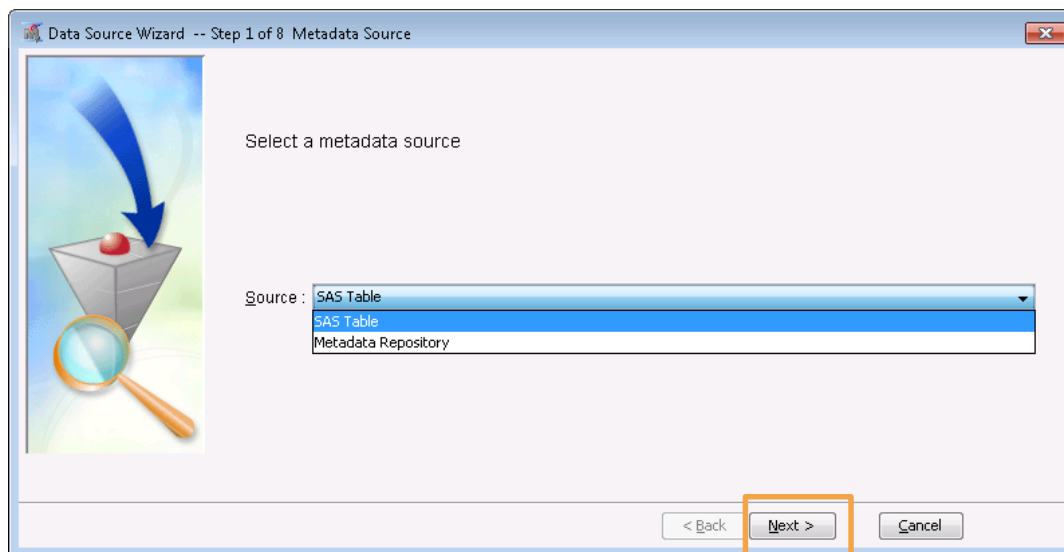 Data Source Wizard -- Step 1 of 8 Metadata Source
Select a metadata source
Source : SAS Table
SAS Table
Metadata Repository
< Back Next > Cancel